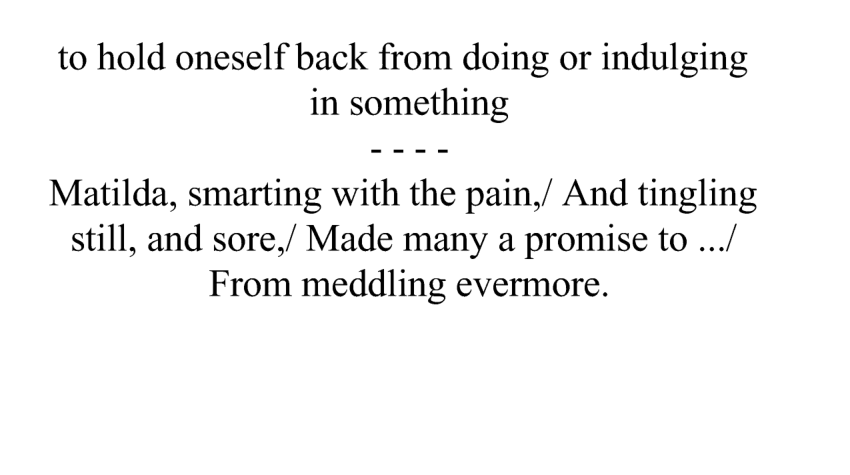 to hold oneself back from doing or indulging
in something
- - - -
Matilda, smarting with the pain,/ And tingling
still, and sore,/ Made many a promise to .../
From meddling evermore.